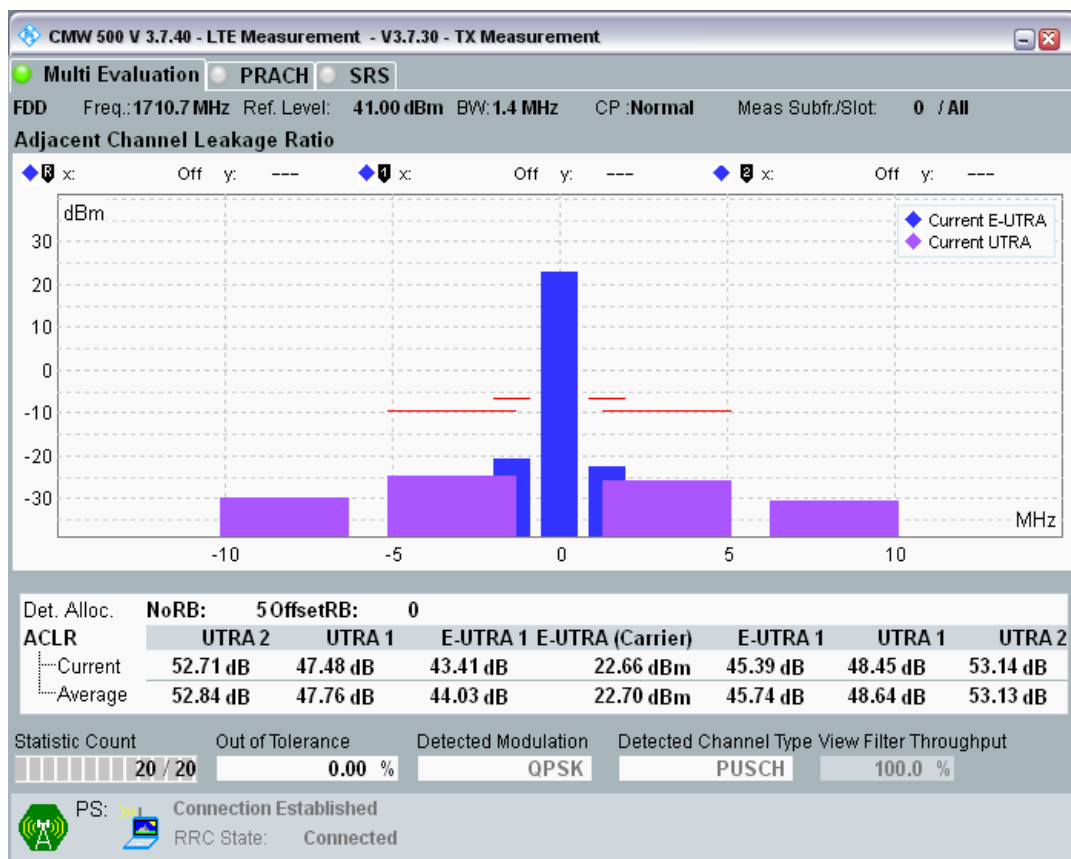 CMW 500 V 3.7.40 - LTE Measurement - V3.7.30 - TX Measurement
Multi Evaluation PRACH SRS
FDD Freq.: 1710.7 MHz Ref. Level: 41.00 dBm BW: 1.4 MHz CP :Normal Meas Subfr./Slot: 0 / All
Adjacent Channel Leakage Ratio
R x: Off y: --- 1 x: Off y: --- 2 x: Off y: ---
dBm
Current E-UTRA
Current UTRA
30
20
10
0
-10
-20
-30
MHz
-10 -5 0 5 10
Det. Alloc. NoRB: 5 OffsetRB: 0
ACLR UTRA 2 UTRA 1 E-UTRA 1 E-UTRA (Carrier) E-UTRA 1 UTRA 1 UTRA 2
Current 52.71 dB 47.48 dB 43.41 dB 22.66 dBm 45.39 dB 48.45 dB 53.14 dB
Average 52.84 dB 47.76 dB 44.03 dB 22.70 dBm 45.74 dB 48.64 dB 53.13 dB
Statistic Count Out of Tolerance Detected Modulation Detected Channel Type View Filter Throughput
20 / 20 0.00 % QPSK PUSCH 100.0 %
PS: Connection Established
RRC State: Connected